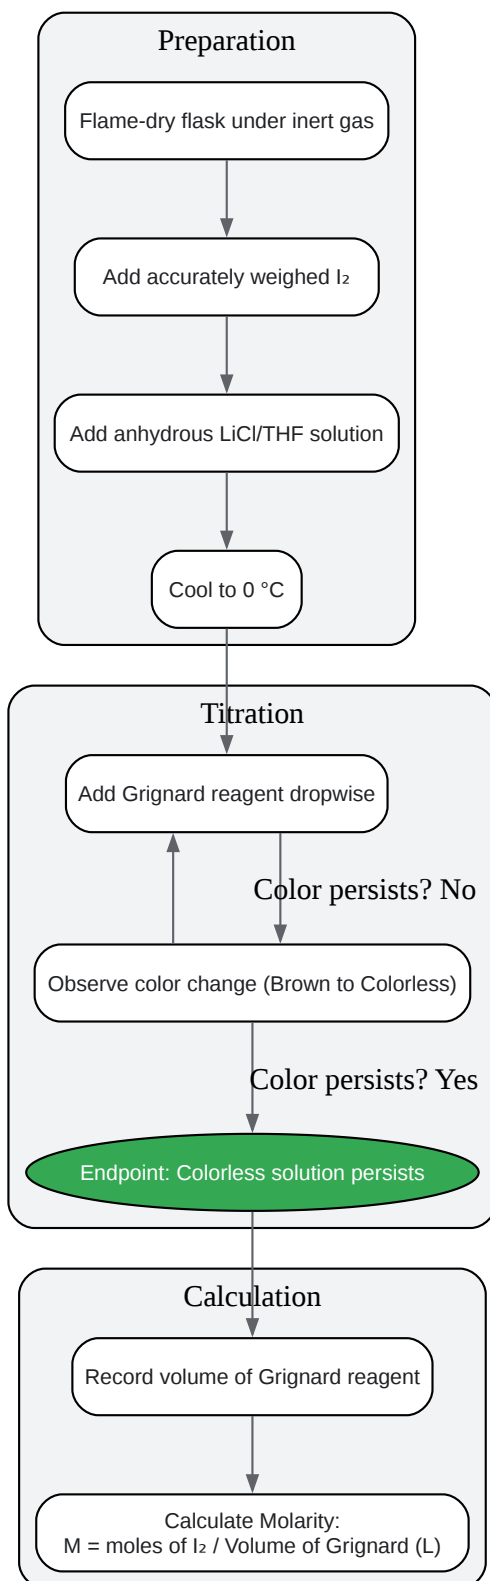 Preparation
Flame-dry flask under inert gas
Add accurately weighed I₂
Add anhydrous LiCl/THF solution
Cool to 0 °C
Titration
Add Grignard reagent dropwise
Color persists? No
Observe color change (Brown to Colorless)
Color persists? Yes
Endpoint: Colorless solution persists
Calculation
Record volume of Grignard reagent
Calculate Molarity:
M = moles of I₂ / Volume of Grignard (L)